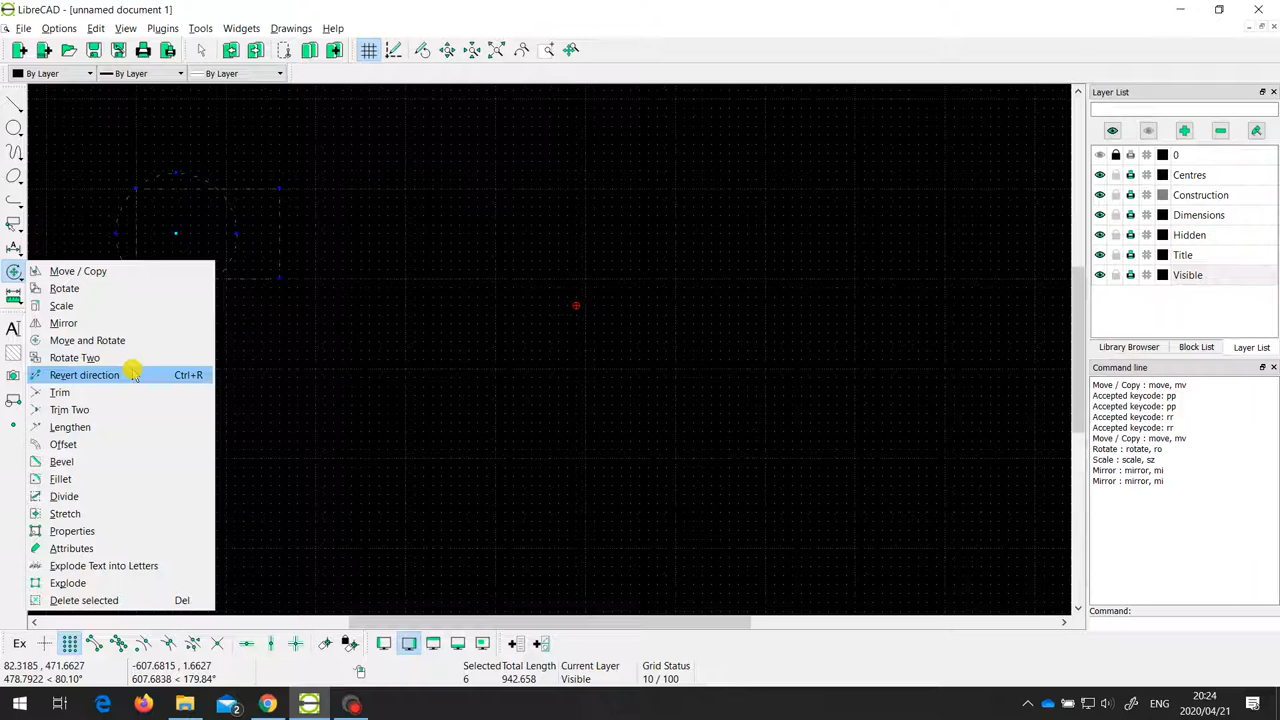 LibreCAD - [unnamed document 1]
File Options Edit View Plugins Tools Widgets Drawings Help
By Layer By Layer By Layer
Layer List
0
Centres
Construction
Dimensions
Hidden
Title
Visible
Move / Copy
Rotate
Scale
Mirror
Move and Rotate
Rotate Two
Revert direction Ctrl+R
Trim
Trim Two
Lengthen
Offset
Bevel
Fillet
Divide
Stretch
Properties
Attributes
Explode Text into Letters
Explode
Delete selected Del
Library Browser Block List Layer List
Command line
Move / Copy : move, mv
Accepted keycode: pp
Accepted keycode: pp
Accepted keycode: rr
Accepted keycode: rr
Move / Copy : move, mv
Rotate : rotate, ro
Scale : scale, sz
Mirror : mirror, mi
Mirror : mirror, mi
Command:
Ex
82.3185 , 471.6627 -607.6815 , 1.6627 Selected Total Length Current Layer Grid Status
478.7922 < 80.10° 607.6838 < 179.84° 6 942.658 Visible 10 / 100
ENG 20:24
2020/04/21